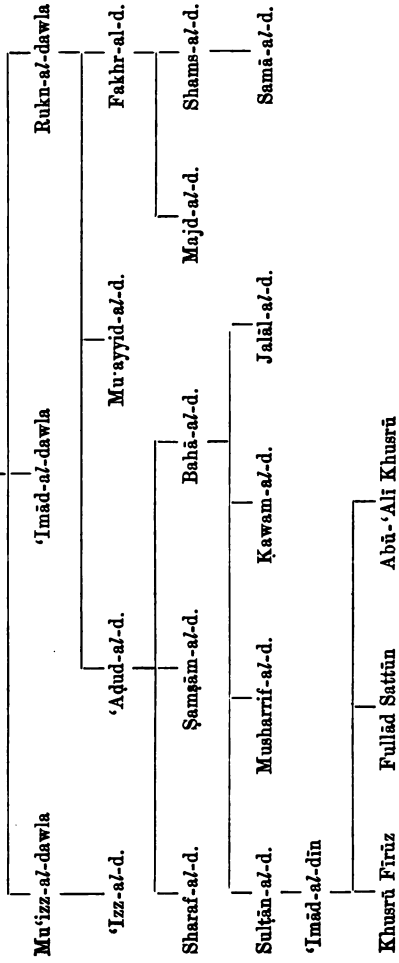 Mu‘izz-al-dawla ‘Imād-al-dawla Rukn-al-dawla
‘Izz-al-d. ‘Aḍud-al-d. Mu’ayyid-al-d. Fakhr-al-d.
Sharaf-al-d. Ṣamṣām-al-d. Bahā-al-d. Majd-al-d. Shams-al-d.
Sulṭān-al-d. Musharrif-al-d. Ḳawam-al-d. Jalāl-al-d. Samā-al-d.
‘Imād-al-dīn
Khusrū Fīrūz Fullād Sattūn Abū-‘Alī Khusrū